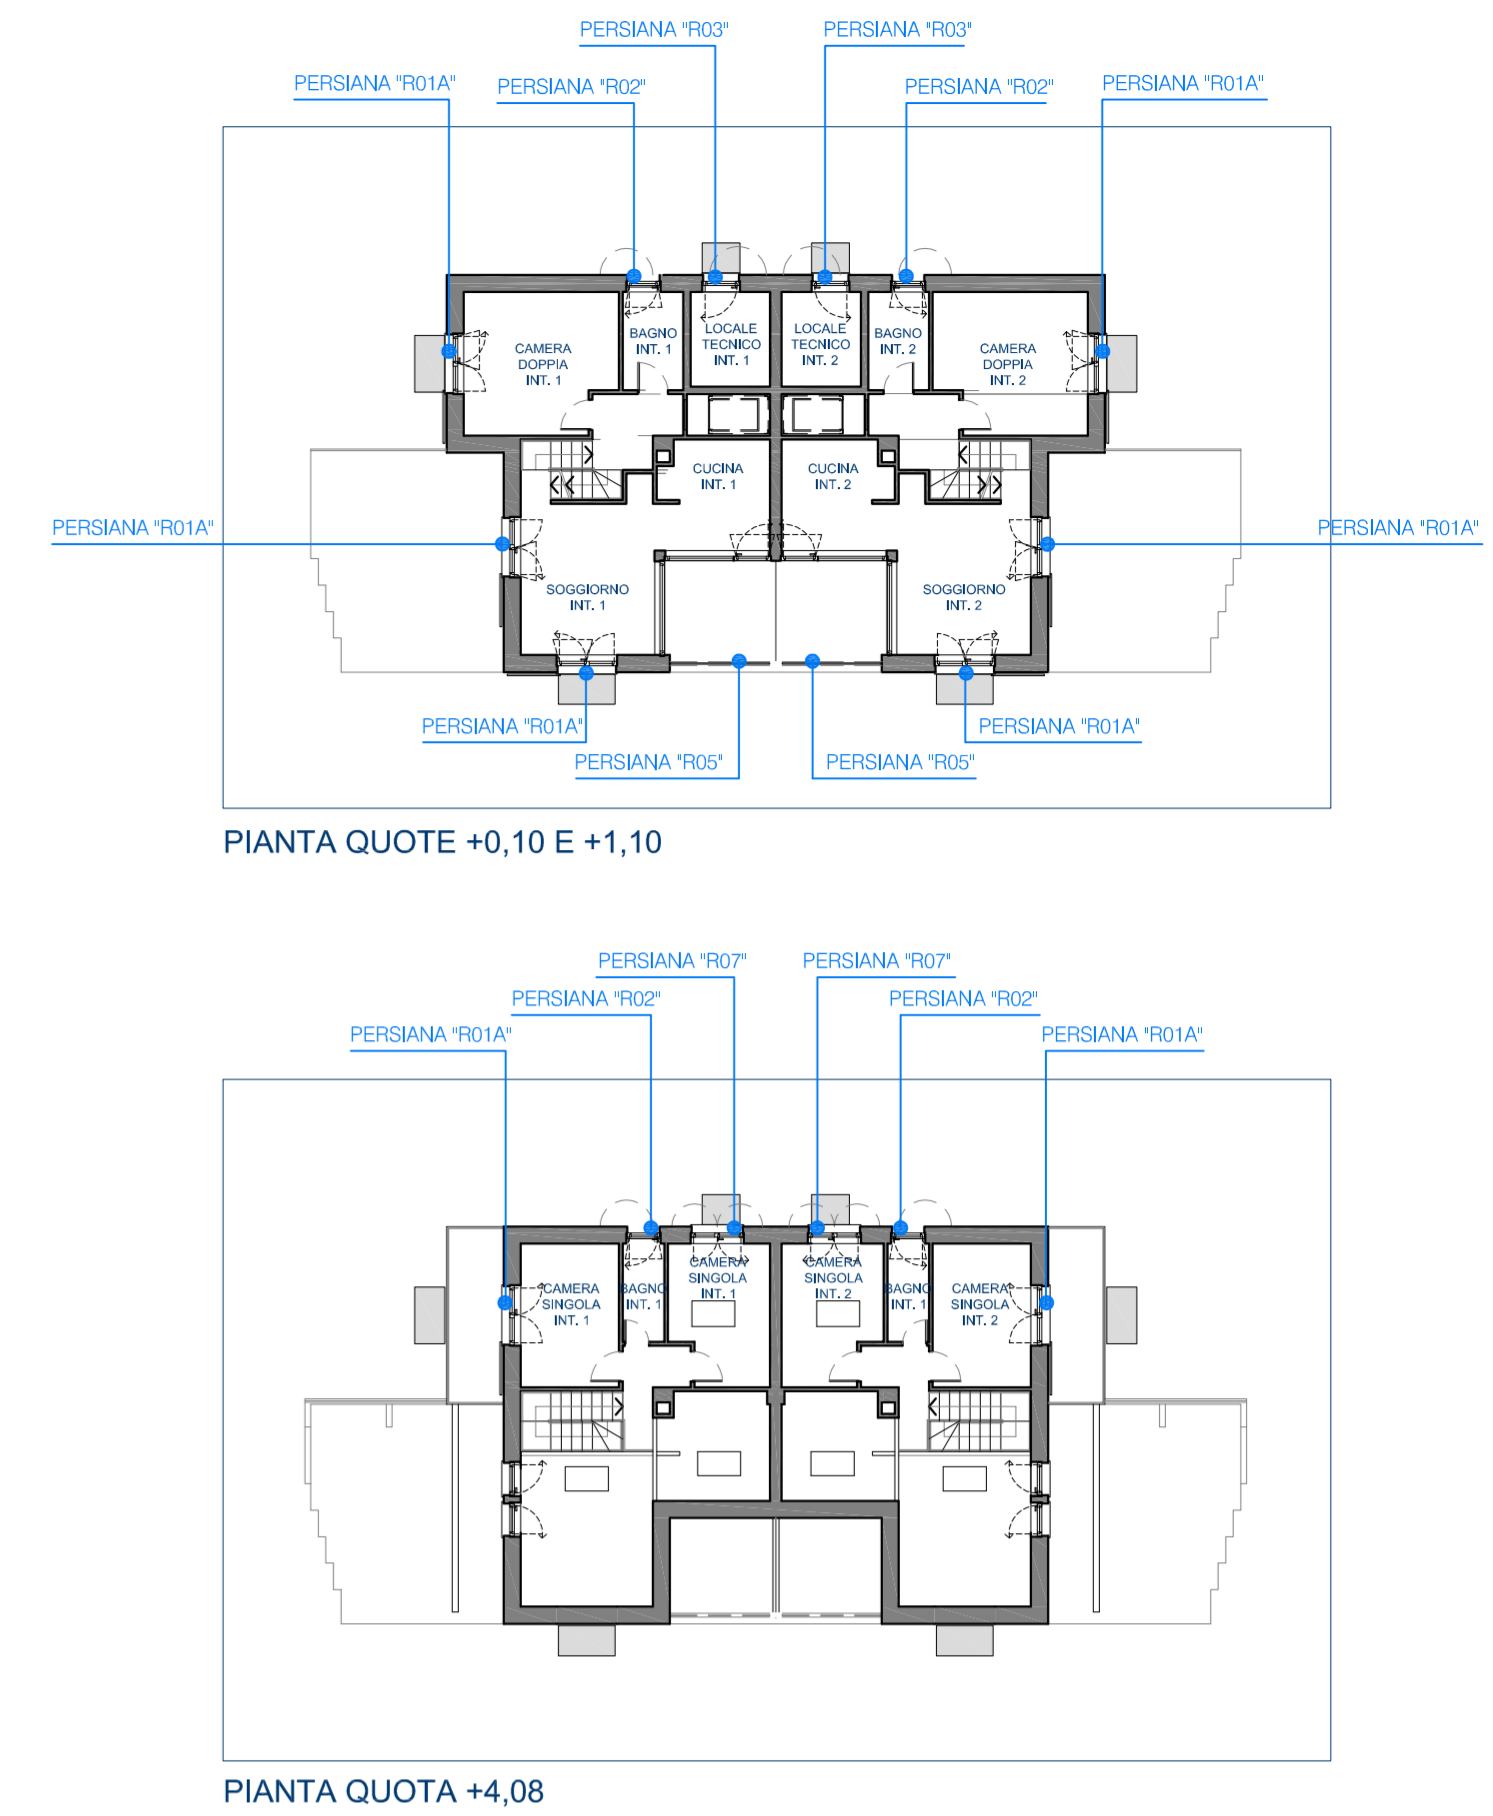 PERSIANA "R03"
PERSIANA "R03"
PERSIANA "R01A"
PERSIANA "R02"
PERSIANA "R02"
PERSIANA "R01A"
CAMERA
DOPPIA
INT. 1
BAGNO
INT. 1
LOCALE
TECNICO
INT. 1
LOCALE
TECNICO
INT. 2
BAGNO
INT. 2
CAMERA
DOPPIA
INT. 2
CUCINA
INT. 1
CUCINA
INT. 2
PERSIANA "R01A"
PERSIANA "R01A"
SOGGIORNO
INT. 1
SOGGIORNO
INT. 2
PERSIANA "R01A"
PERSIANA "R01A"
PERSIANA "R05"
PERSIANA "R05"
PIANTA QUOTE +0,10 E +1,10
PERSIANA "R07"
PERSIANA "R07"
PERSIANA "R02"
PERSIANA "R02"
PERSIANA "R01A"
PERSIANA "R01A"
CAMERA
SINGOLA
INT. 1
BAGNO
INT. 1
CAMERA
SINGOLA
INT. 1
CAMERA
SINGOLA
INT. 2
BAGNO
INT. 1
CAMERA
SINGOLA
INT. 2
PIANTA QUOTA +4,08